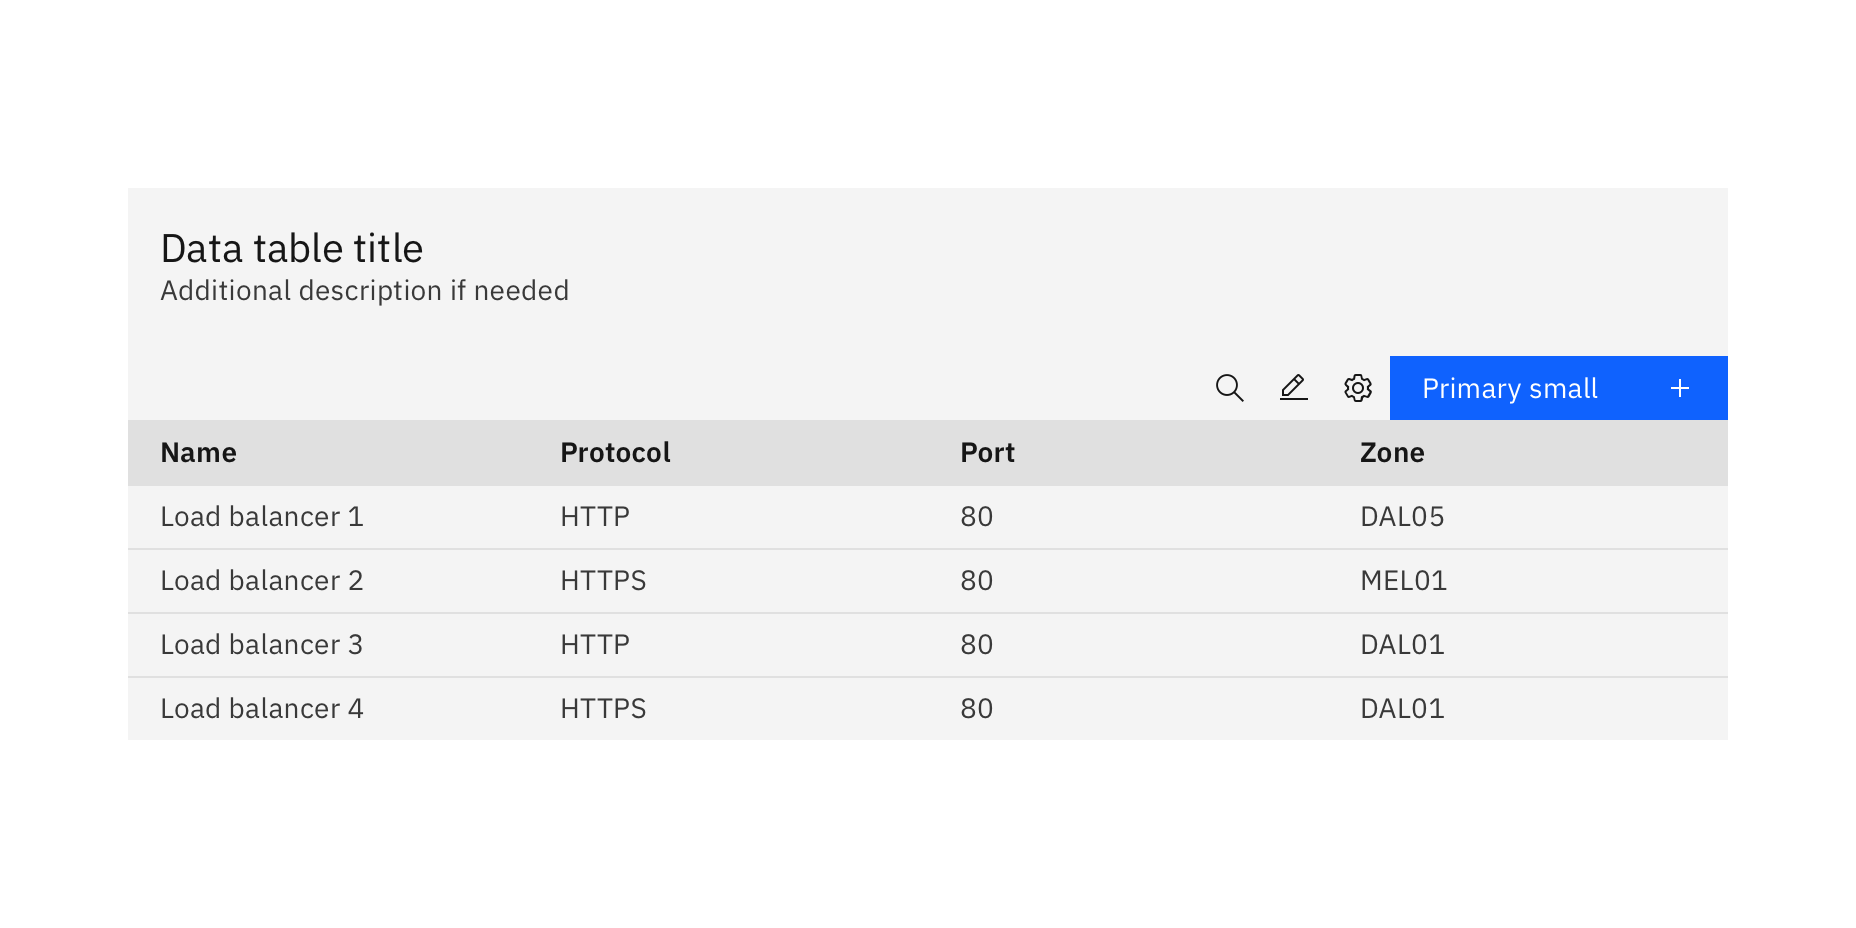 Data table title
Additional description if needed
Primary small
Name Protocol Port Zone
Load balancer 1 HTTP 80 DAL05
Load balancer 2 HTTPS 80 MEL01
Load balancer 3 HTTP 80 DAL01
Load balancer 4 HTTPS 80 DAL01